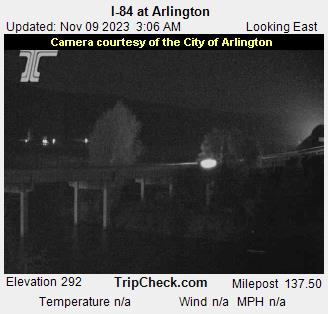 I-84 at Arlington
Updated: Nov 09 2023 3:06 AM Looking East
Camera courtesy of the City of Arlington
Elevation 292 TripCheck.com Milepost 137.50
Temperature n/a Wind n/a MPH n/a